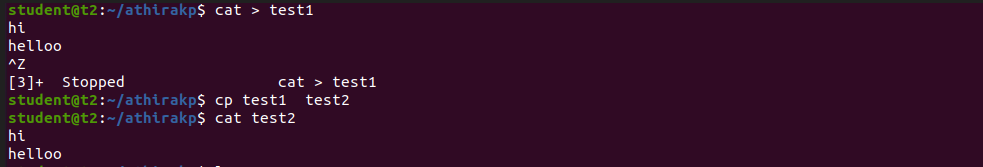 student@t2:~/athirakp$ cat > test1
hi
helloo
^Z
[3]+  Stopped                 cat > test1
student@t2:~/athirakp$ cp test1  test2
student@t2:~/athirakp$ cat test2
hi
helloo